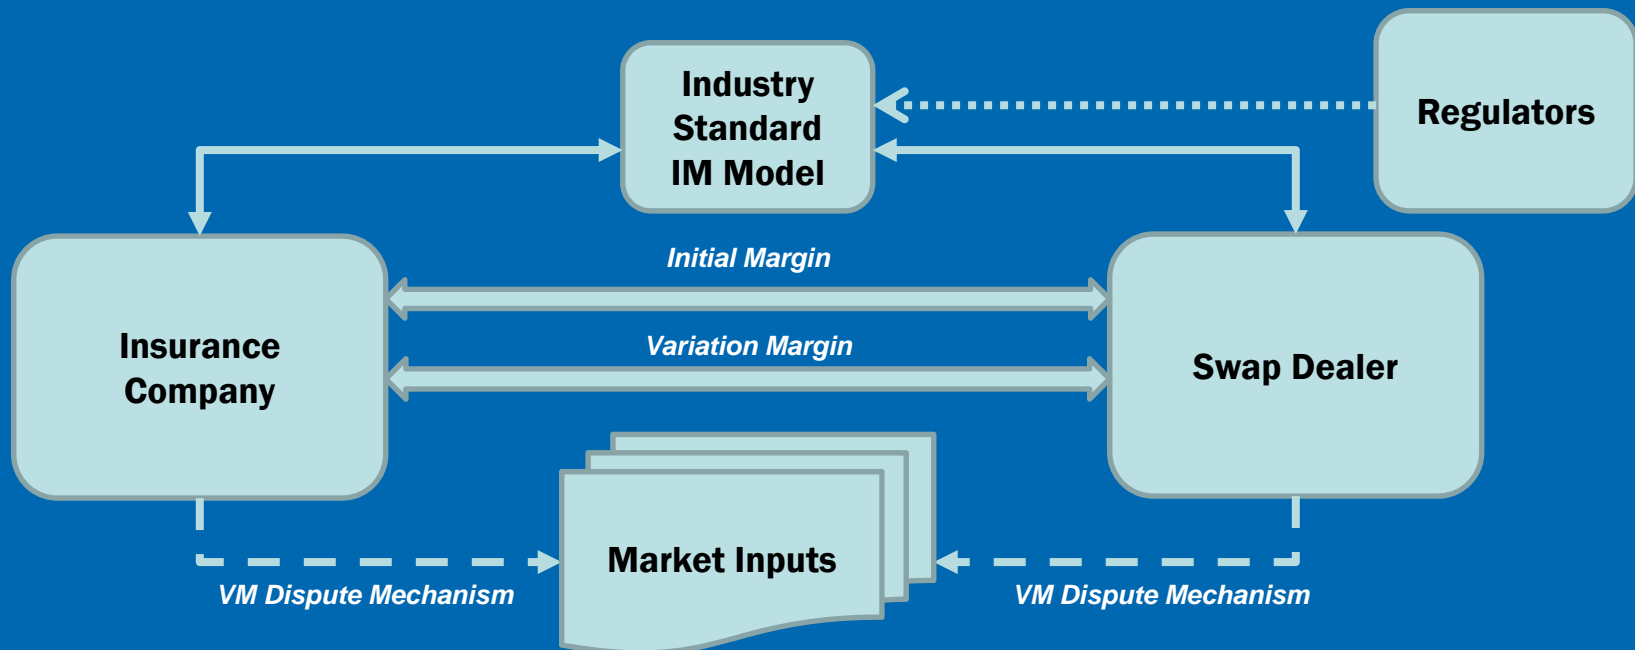 Industry
Standard
IM Model
Regulators
Initial Margin
Insurance
Company
Variation Margin
Swap Dealer
Market Inputs
VM Dispute Mechanism
VM Dispute Mechanism